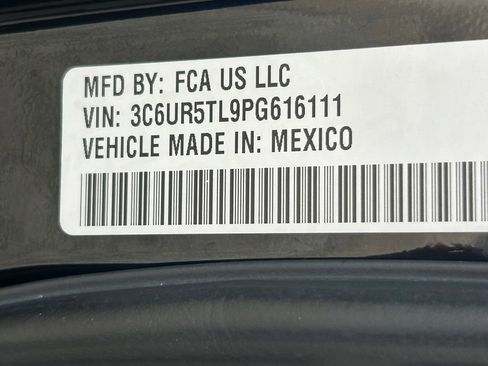 MFD BY: FCA US LLC
VIN: 3C6UR5TL9PG616111
VEHICLE MADE IN: MEXICO